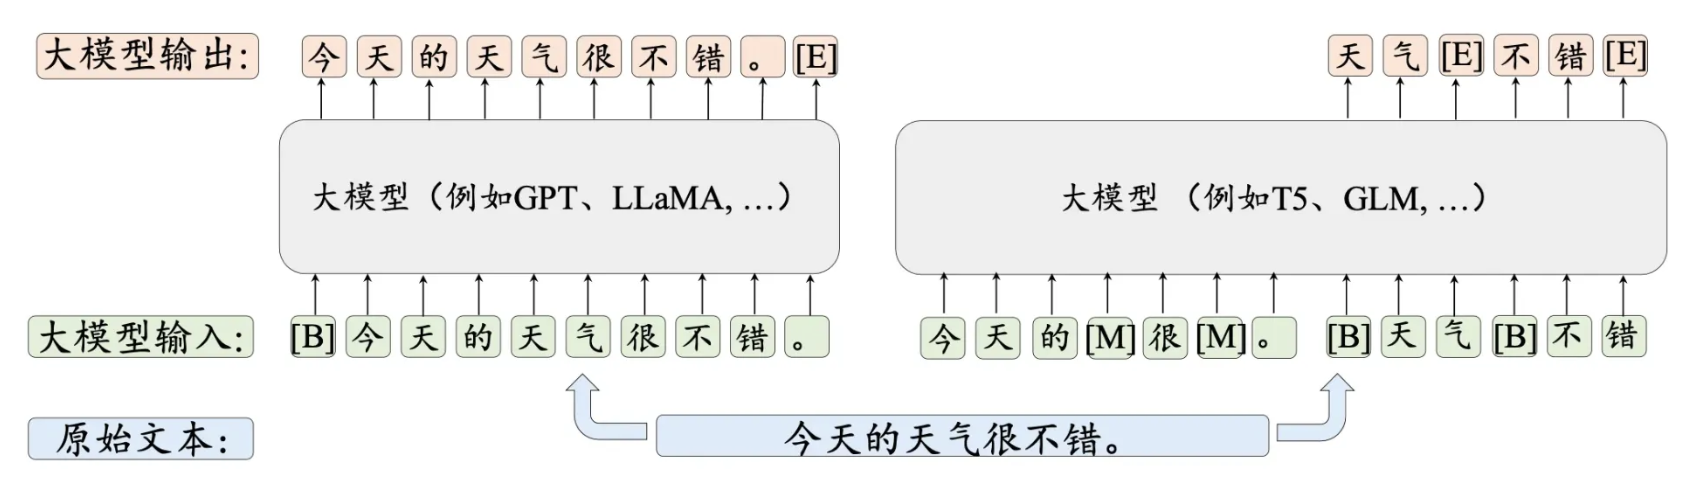 大模型输出: 今 天 的 天 气 很 不 错 。 [E] 天 气 [E] 不 错 [E]
大模型（例如GPT、LLaMA, …） 大模型 （例如T5、GLM, …）
大模型输入: [B] 今 天 的 天 气 很 不 错 。 今 天 的 [M] 很 [M] 。 [B] 天 气 [B] 不 错
原始文本: 今天的天气很不错。